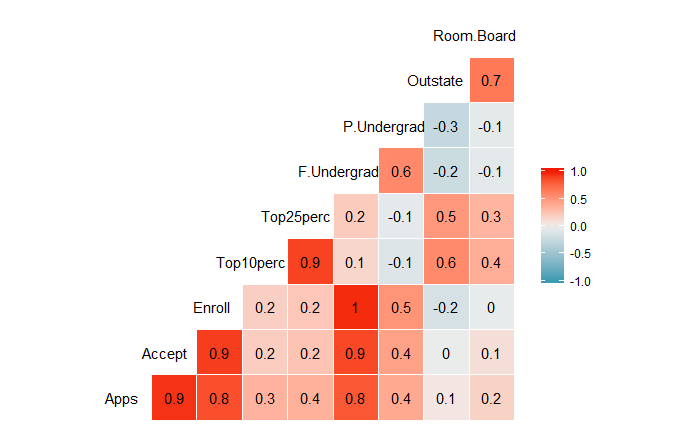 Room.Board
Outstate 0.7
P.Undergrad -0.3 -0.1
F.Undergrad 0.6 -0.2 -0.1
Top25perc 0.2 -0.1 0.5 0.3
Top10perc 0.9 0.1 -0.1 0.6 0.4
Enroll 0.2 0.2 1 0.5 -0.2 0
Accept 0.9 0.2 0.2 0.9 0.4 0 0.1
Apps 0.9 0.8 0.3 0.4 0.8 0.4 0.1 0.2
1.0
0.5
0.0
-0.5
-1.0